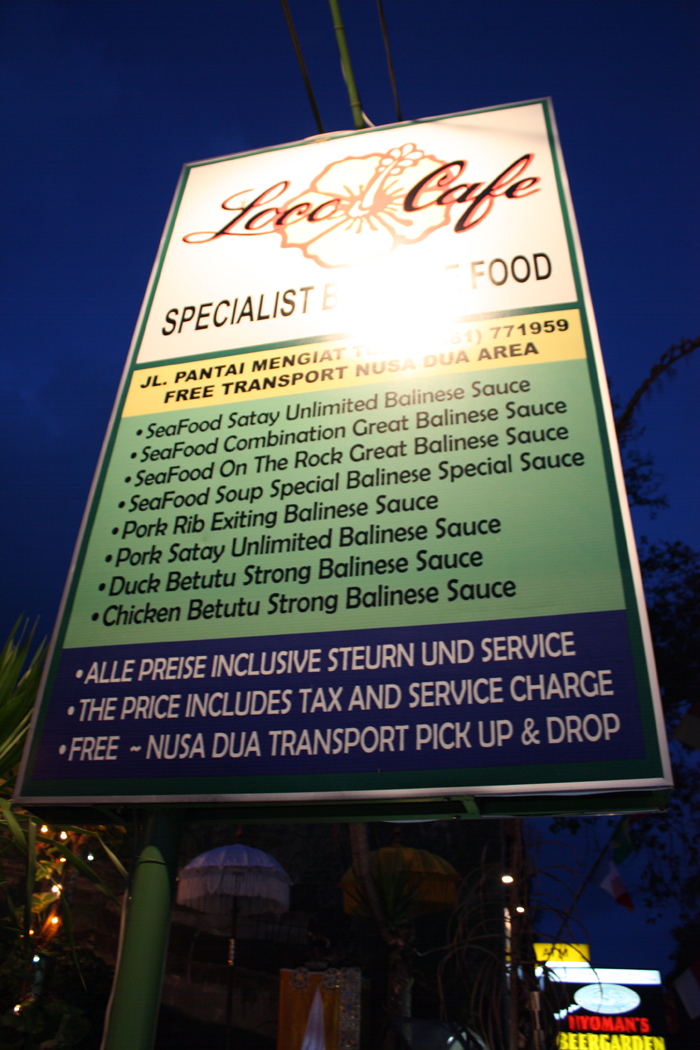 Loco Cafe
SPECIALIST FOOD
JL. PANTAI MENGIAT 771959
FREE TRANSPORT NUSA DUA AREA
•SeaFood Satay Unlimited Balinese Sauce
•SeaFood Combination Great Balinese Sauce
•SeaFood On The Rock Great Balinese Sauce
•SeaFood Soup Special Balinese Special Sauce
•Pork Rib Exiting Balinese Sauce
•Pork Satay Unlimited Balinese Sauce
•Duck Betutu Strong Balinese Sauce
•Chicken Betutu Strong Balinese Sauce
•ALLE PREISE INCLUSIVE STEURN UND SERVICE
•THE PRICE INCLUDES TAX AND SERVICE CHARGE
•FREE ~ NUSA DUA TRANSPORT PICK UP & DROP
ATM
NYOMAN'S
BEERGARDEN